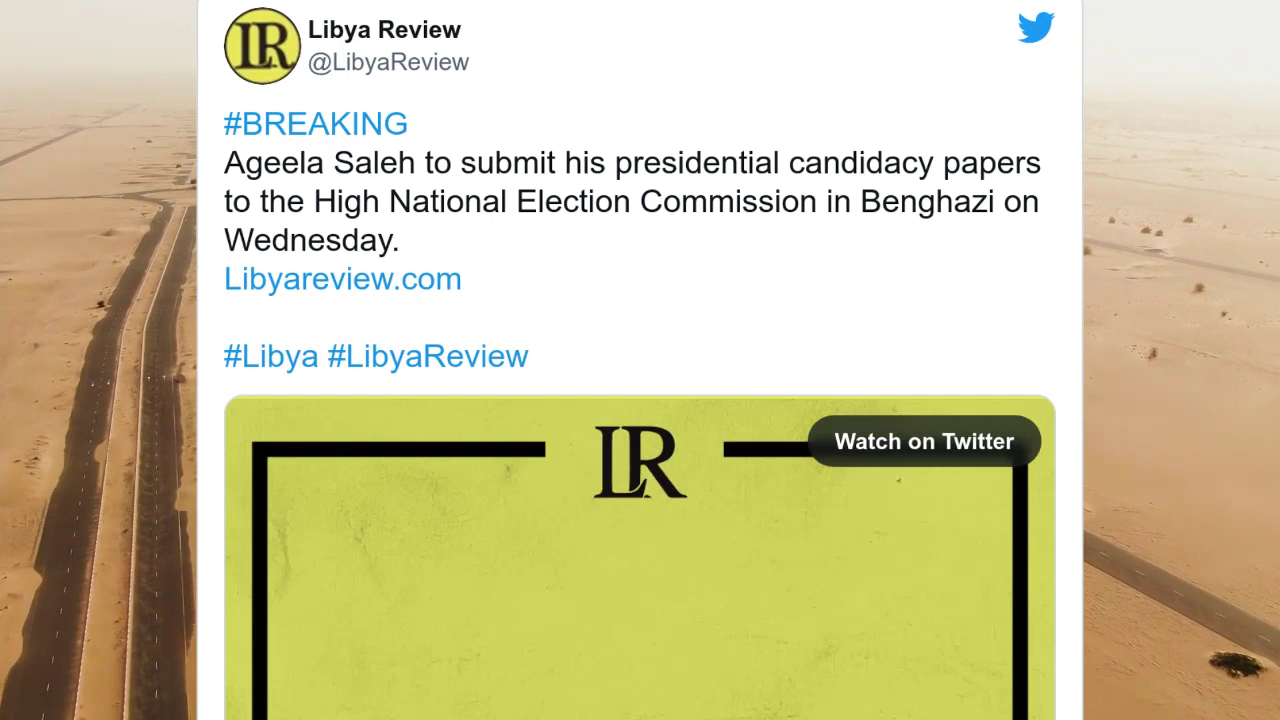 Libya Review
@LibyaReview
#BREAKING
Ageela Saleh to submit his presidential candidacy papers
to the High National Election Commission in Benghazi on
Wednesday.
Libyareview.com
#Libya #LibyaReview
LR
Watch on Twitter
LR